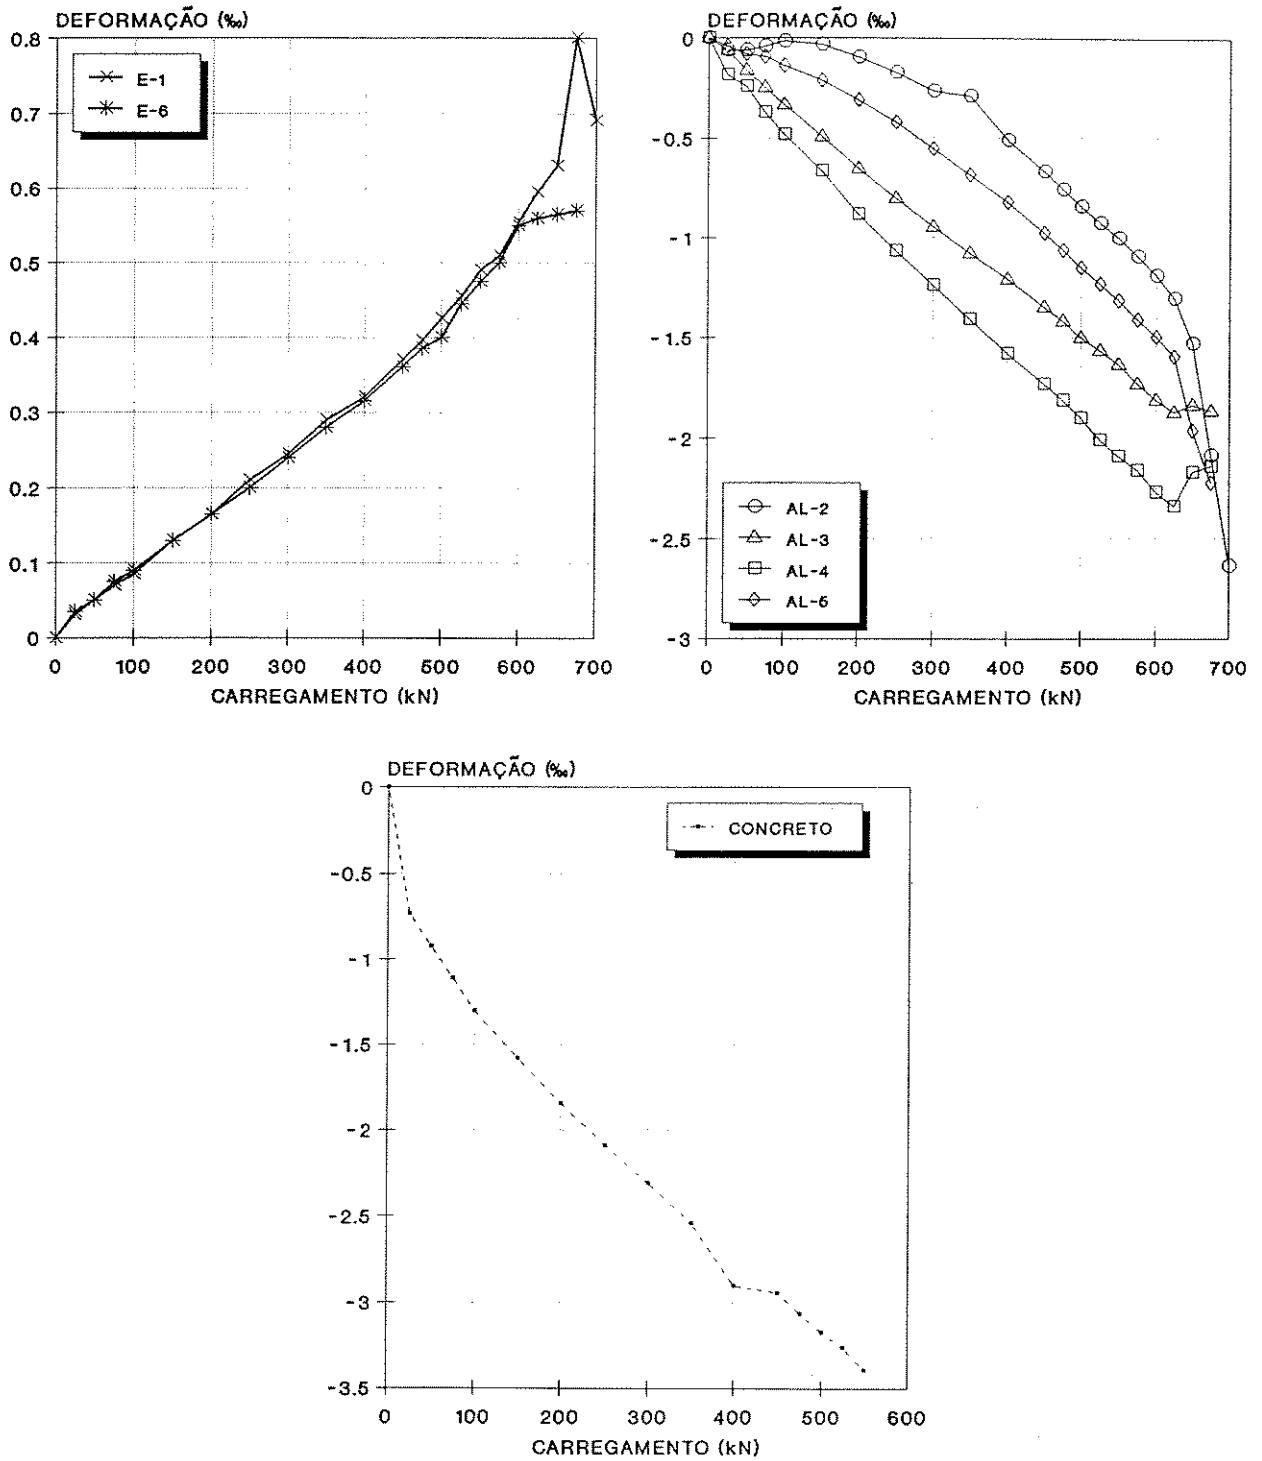 DEFORMAÇÃO (‰)
0.8
0.7
0.6
0.5
0.4
0.3
0.2
0.1
0
E-1
E-6
0 100 200 300 400 500 600 700
CARREGAMENTO (kN)
DEFORMAÇÃO (‰)
0
-0.5
-1
-1.5
-2
-2.5
-3
AL-2
AL-3
AL-4
AL-5
0 100 200 300 400 500 600 700
CARREGAMENTO (kN)
DEFORMAÇÃO (‰)
0
-0.5
-1
-1.5
-2
-2.5
-3
-3.5
CONCRETO
0 100 200 300 400 500 600
CARREGAMENTO (kN)